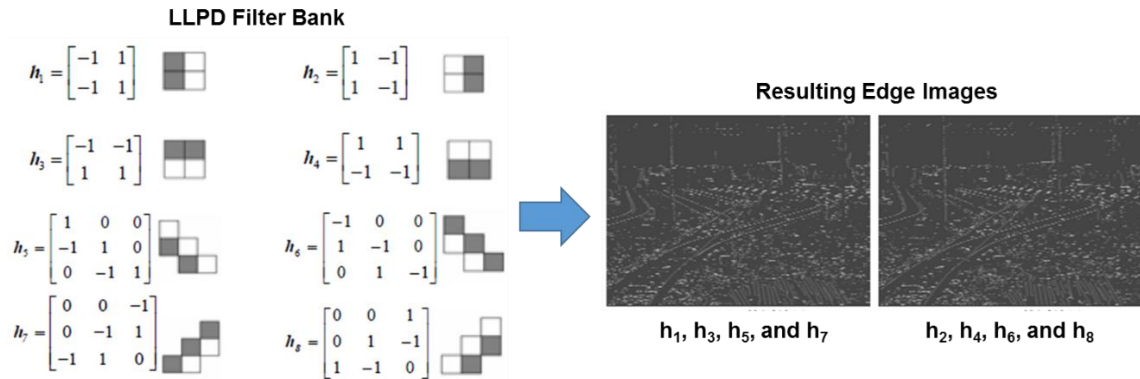 LLPD Filter Bank
h₁ = [-1 1
-1 1]
h₂ = [1 -1
1 -1]
h₃ = [-1 -1
1 1]
h₄ = [1 1
-1 -1]
h₅ = [1 0 0
-1 1 0
0 -1 1]
h₆ = [-1 0 0
1 -1 0
0 1 -1]
h₇ = [0 0 -1
0 -1 1
-1 1 0]
h₈ = [0 0 1
0 1 -1
1 -1 0]
Resulting Edge Images
h₁, h₃, h₅, and h₇
h₂, h₄, h₆, and h₈